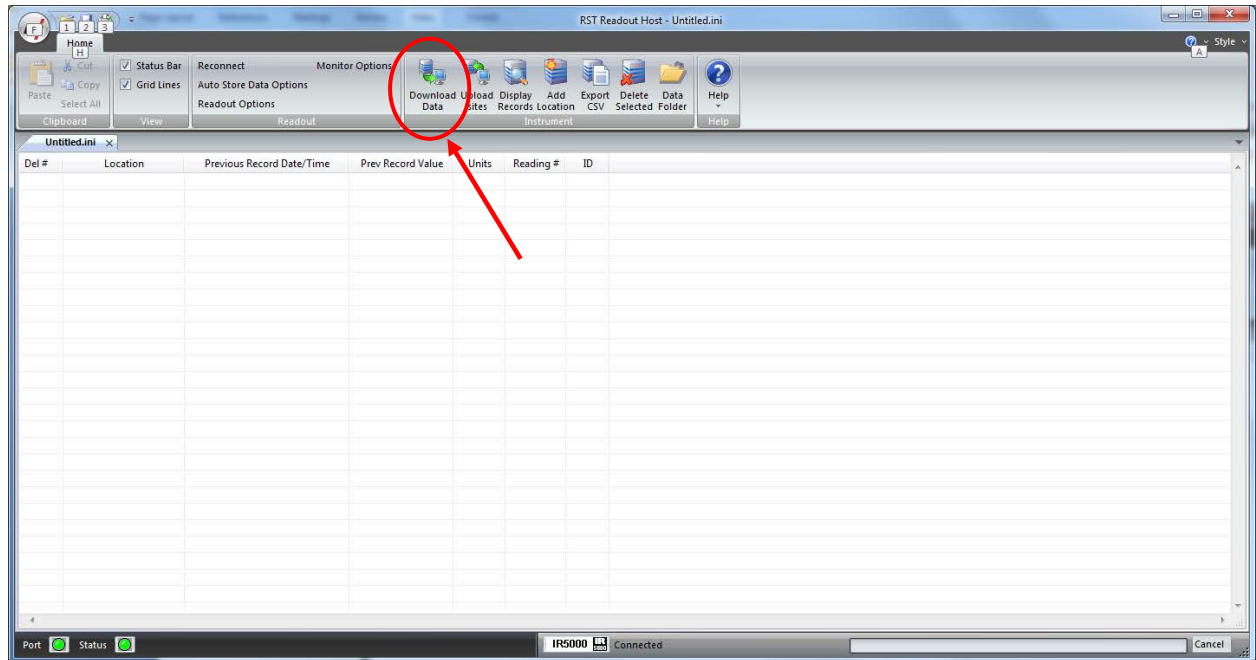 RST Readout Host - Untitled.ini
F 1 2 3
Home
H
Style
A
Paste
Cut
Copy
Select All
Clipboard
Status Bar
Grid Lines
View
Reconnect Monitor Options
Auto Store Data Options
Readout Options
Readout
Download Data
Upload sites
Display Records
Add Location
Export CSV
Delete Selected
Data Folder
Instrument
Help
Help
Untitled.ini
Del # Location Previous Record Date/Time Prev Record Value Units Reading # ID
Port Status IR5000 Connected Cancel